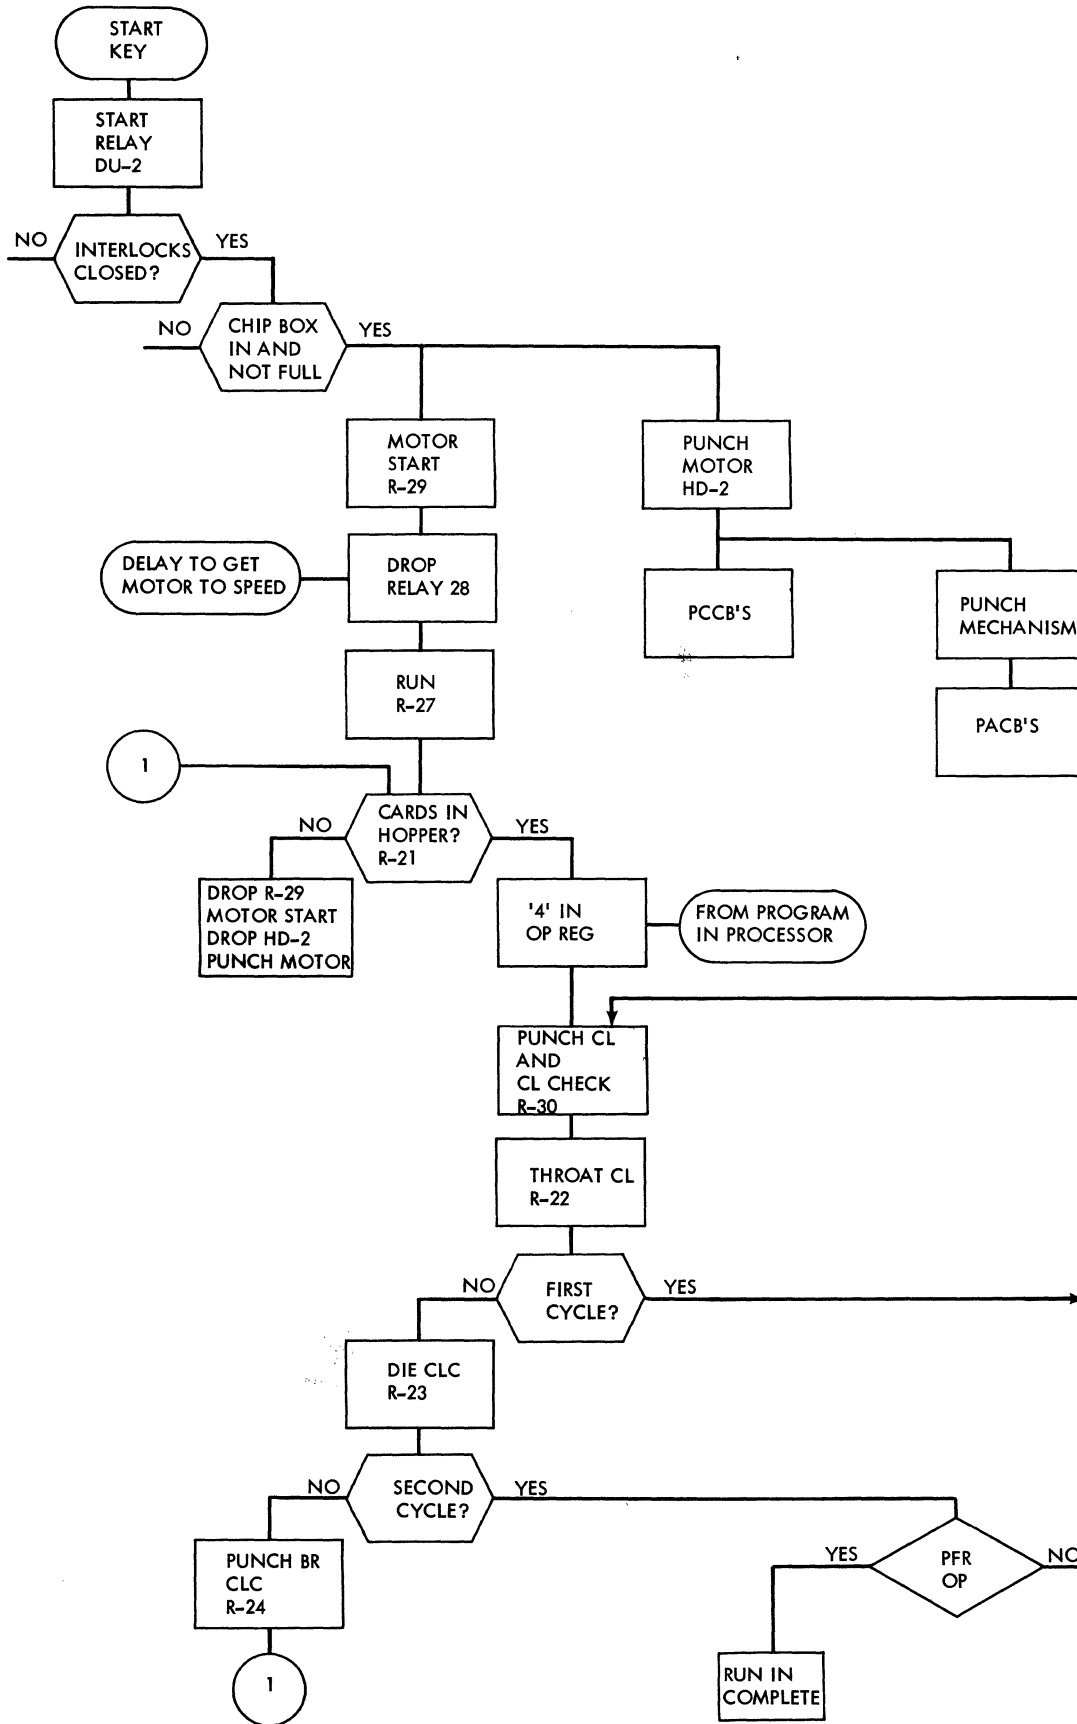 START
KEY
START
RELAY
DU-2
NO
INTERLOCKS
CLOSED?
YES
NO
CHIP BOX
IN AND
NOT FULL
YES
MOTOR
START
R-29
PUNCH
MOTOR
HD-2
DELAY TO GET
MOTOR TO SPEED
DROP
RELAY 28
PCCB'S
PUNCH
MECHANISM
RUN
R-27
PACB'S
1
NO
CARDS IN
HOPPER?
R-21
YES
DROP R-29
MOTOR START
DROP HD-2
PUNCH MOTOR
'4' IN
OP REG
FROM PROGRAM
IN PROCESSOR
PUNCH CL
AND
CL CHECK
R-30
THROAT CL
R-22
NO
FIRST
CYCLE?
YES
DIE CLC
R-23
NO
SECOND
CYCLE?
YES
PUNCH BR
CLC
R-24
YES
PFR
OP
NO
1
RUN IN
COMPLETE